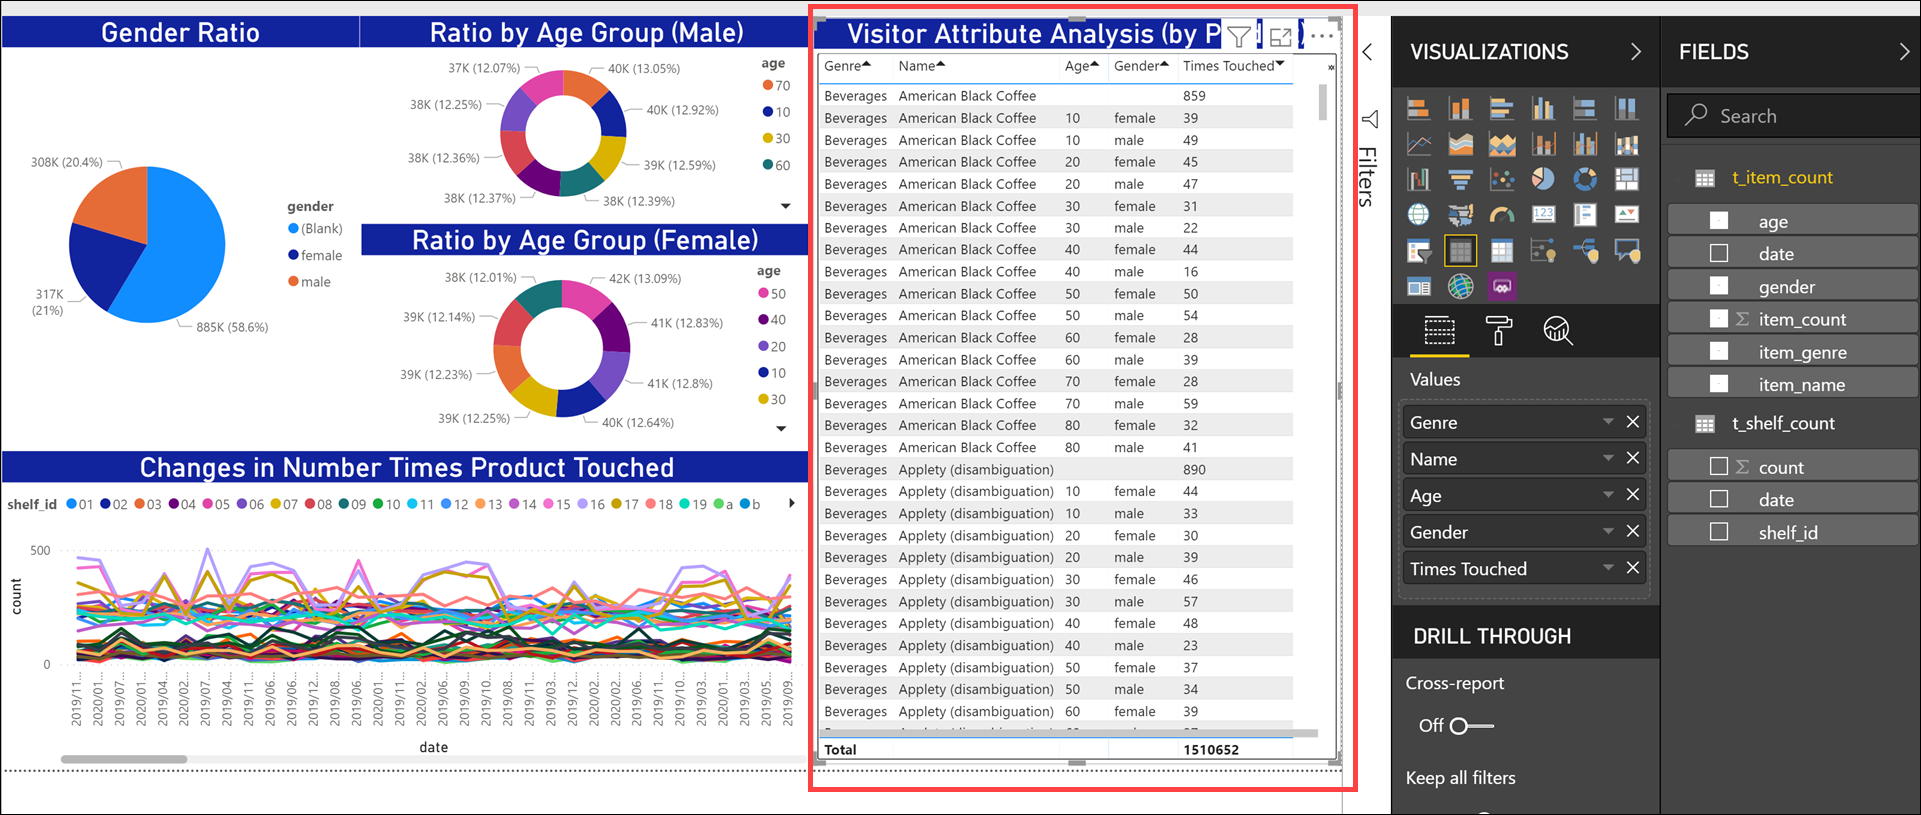 Gender Ratio
308K (20.4%)
317K
(21%)
885K (58.6%)
gender
(Blank)
female
male
Ratio by Age Group (Male)
37K (12.07%)
40K (13.05%)
38K (12.25%)
40K (12.92%)
38K (12.36%)
39K (12.59%)
38K (12.37%)
38K (12.39%)
age
70
10
30
60
Ratio by Age Group (Female)
38K (12.01%)
42K (13.09%)
39K (12.14%)
41K (12.83%)
39K (12.23%)
41K (12.8%)
39K (12.25%)
40K (12.64%)
age
50
40
20
10
30
Changes in Number Times Product Touched
shelf_id 01 02 03 04 05 06 07 08 09 10 11 12 13 14 15 16 17 18 19 a b
500
0
count
2019/11...
2020/01...
2019/07...
2020/01...
2019/04...
2019/11...
2019/07...
2019/04...
2019/06...
2019/06...
2019/12...
2019/08...
2019/06...
2020/03...
2019/11...
2020/02...
2019/06...
2019/09...
2019/10...
2019/08...
2019/03...
2019/12...
2020/02...
2020/02...
2019/06...
2019/11...
2019/10...
2019/03...
2020/01...
2019/03...
2019/05...
2019/09...
date
Visitor Attribute Analysis (by P
Genre Name Age Gender Times Touched
Beverages American Black Coffee 859
Beverages American Black Coffee 10 female 39
Beverages American Black Coffee 10 male 49
Beverages American Black Coffee 20 female 45
Beverages American Black Coffee 20 male 47
Beverages American Black Coffee 30 female 31
Beverages American Black Coffee 30 male 22
Beverages American Black Coffee 40 female 44
Beverages American Black Coffee 40 male 16
Beverages American Black Coffee 50 female 50
Beverages American Black Coffee 50 male 54
Beverages American Black Coffee 60 female 28
Beverages American Black Coffee 60 male 39
Beverages American Black Coffee 70 female 28
Beverages American Black Coffee 70 male 59
Beverages American Black Coffee 80 female 32
Beverages American Black Coffee 80 male 41
Beverages Applety (disambiguation) 890
Beverages Applety (disambiguation) 10 female 44
Beverages Applety (disambiguation) 10 male 33
Beverages Applety (disambiguation) 20 female 30
Beverages Applety (disambiguation) 20 male 39
Beverages Applety (disambiguation) 30 female 46
Beverages Applety (disambiguation) 30 male 57
Beverages Applety (disambiguation) 40 female 48
Beverages Applety (disambiguation) 40 male 23
Beverages Applety (disambiguation) 50 female 37
Beverages Applety (disambiguation) 50 male 34
Beverages Applety (disambiguation) 60 female 39
Total 1510652
Filters
VISUALIZATIONS
123
Values
Genre
Name
Age
Gender
Times Touched
DRILL THROUGH
Cross-report
Off
Keep all filters
FIELDS
Search
t_item_count
age
date
gender
Σ item_count
item_genre
item_name
t_shelf_count
Σ count
date
shelf_id